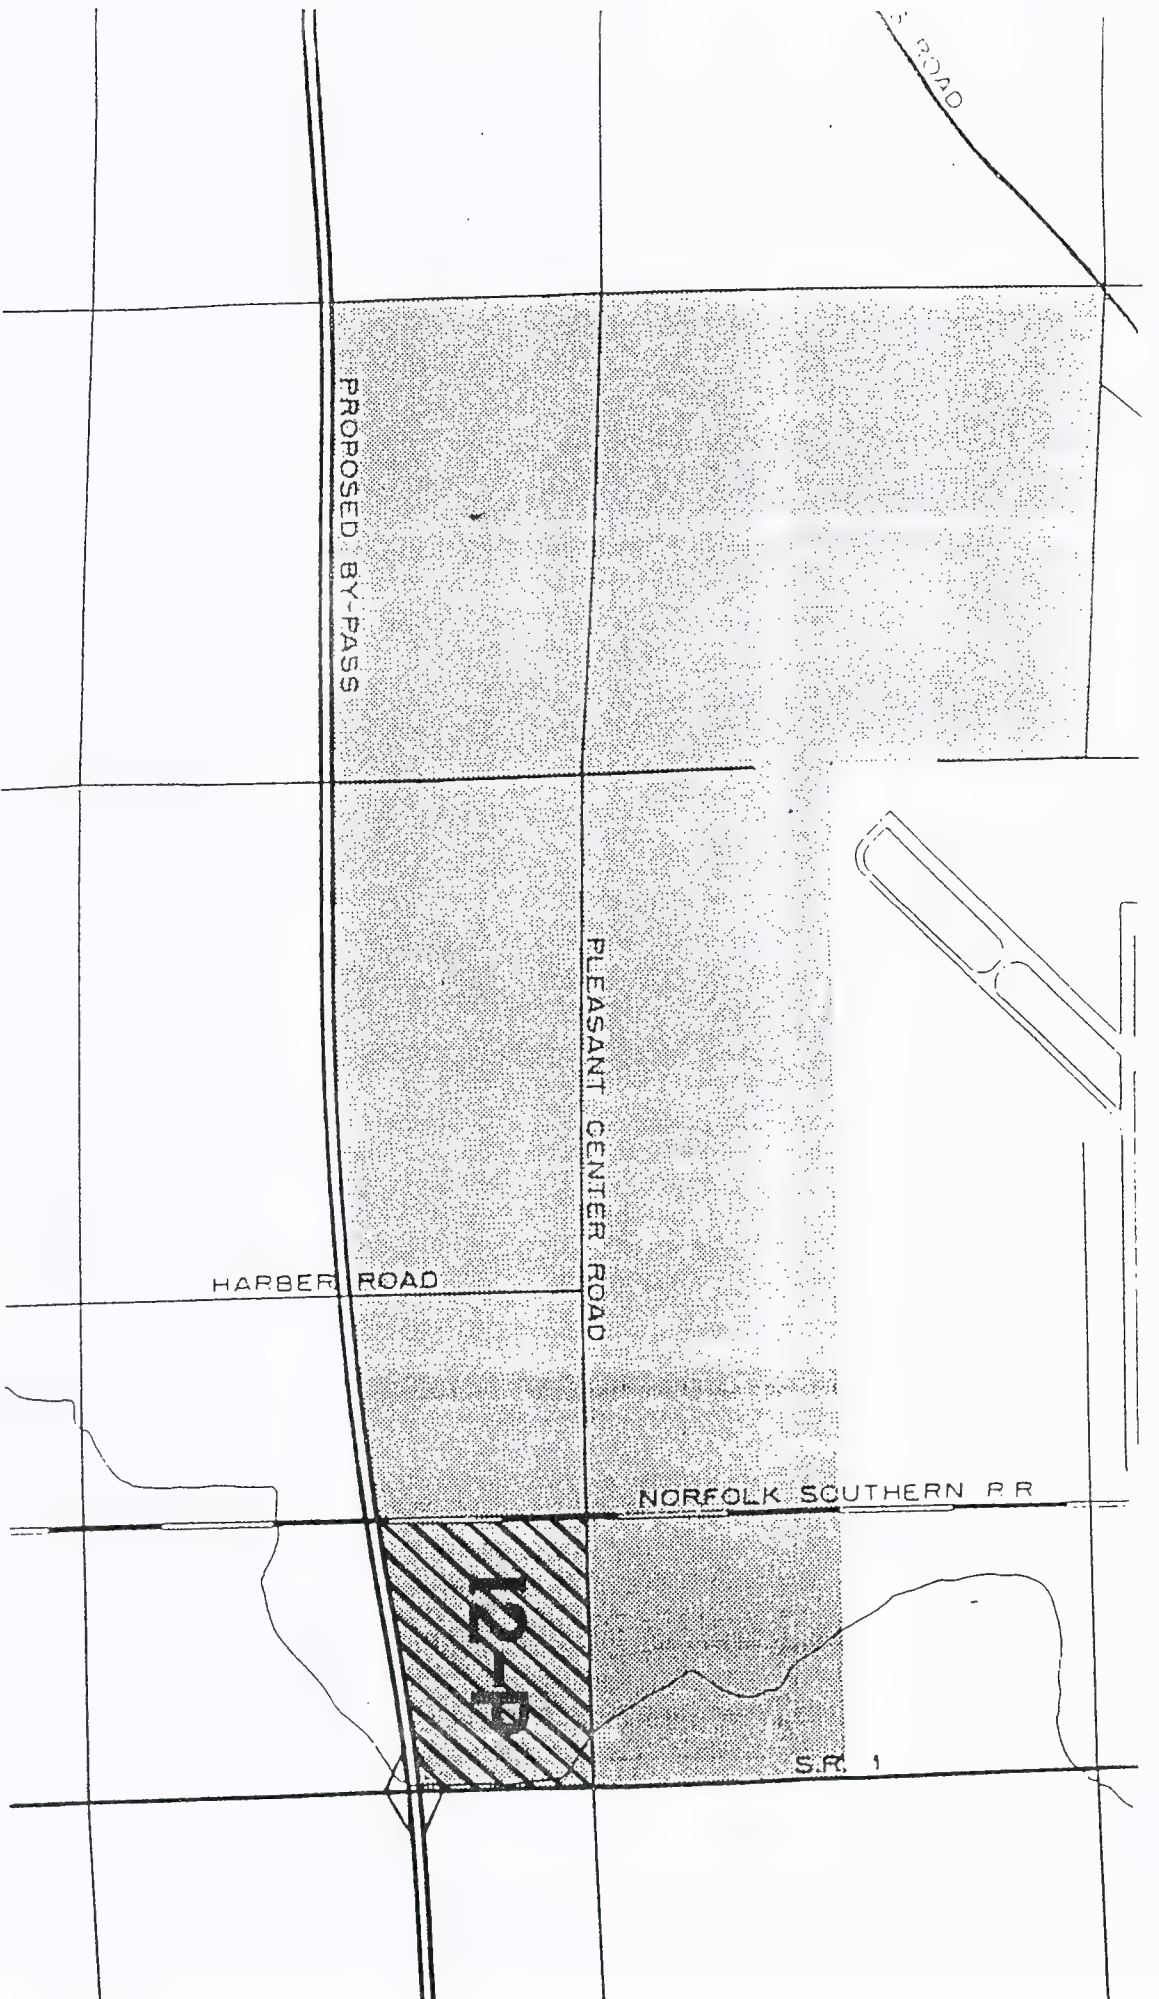 S ROAD
PROPOSED BY-PASS
PLEASANT CENTER ROAD
HARBER ROAD
NORFOLK SOUTHERN R R
12-P
S.R. 1